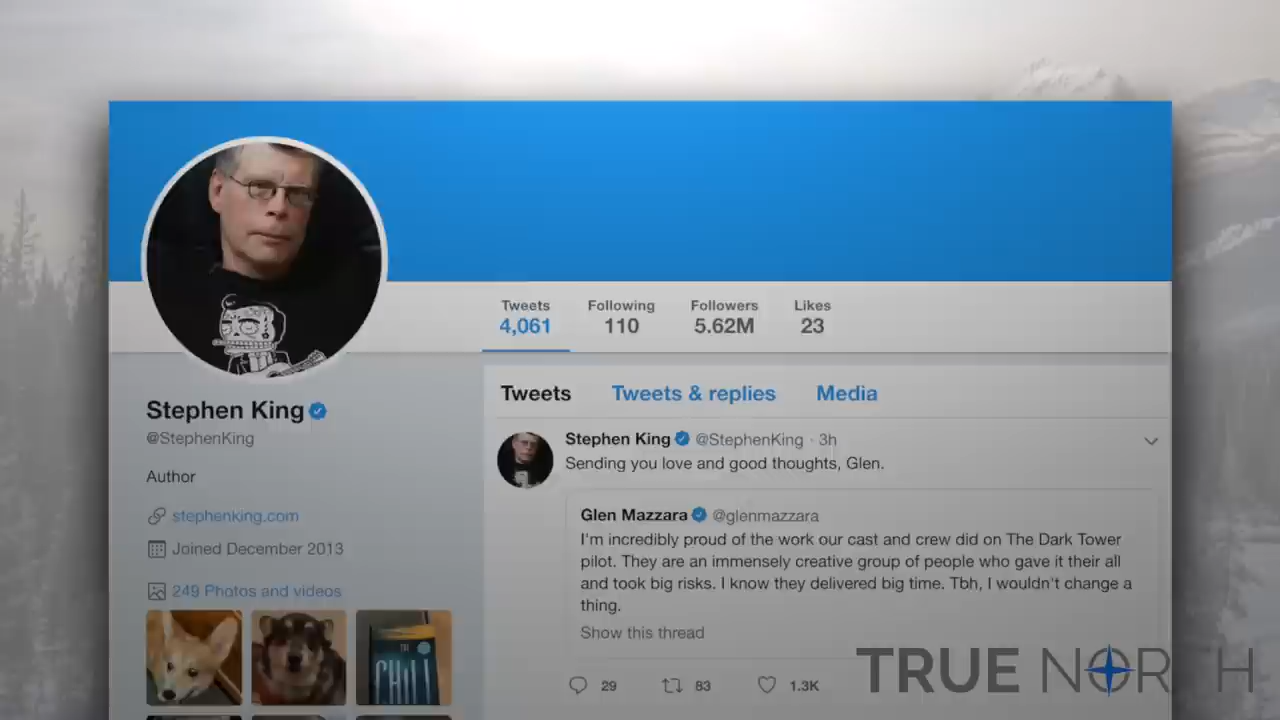 Tweets Following Followers Likes
4,061 110 5.62M 23
Stephen King
@StephenKing
Author
stephenking.com
Joined December 2013
249 Photos and videos
THE
CHILL
Tweets Tweets & replies Media
Stephen King @StephenKing · 3h
Sending you love and good thoughts, Glen.
Glen Mazzara @glenmazzara
I'm incredibly proud of the work our cast and crew did on The Dark Tower
pilot. They are an immensely creative group of people who gave it their all
and took big risks. I know they delivered big time. Tbh, I wouldn't change a
thing.
Show this thread
29 83 1.3K
TRUE NORTH